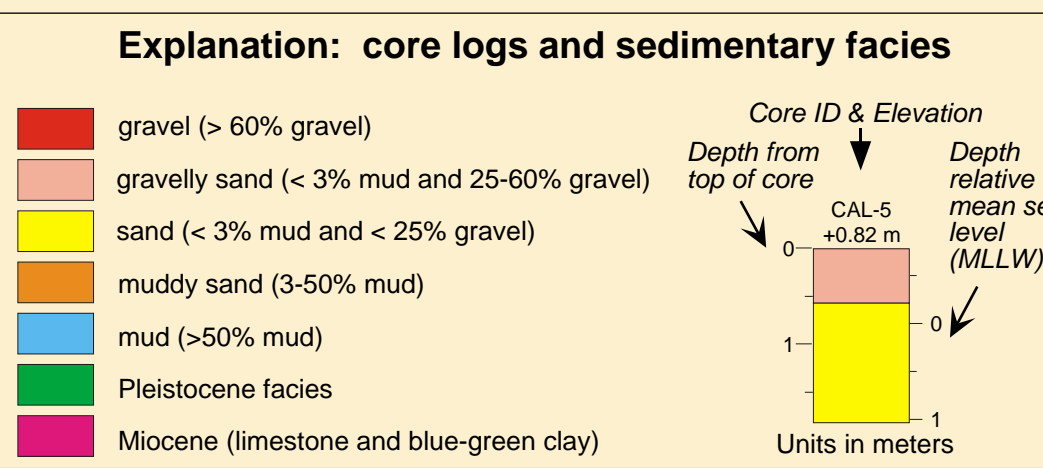 Explanation: core logs and sedimentary facies
gravel (> 60% gravel)
gravelly sand (< 3% mud and 25-60% gravel)
sand (< 3% mud and < 25% gravel)
muddy sand (3-50% mud)
mud (>50% mud)
Pleistocene facies
Miocene (limestone and blue-green clay)
Core ID & Elevation
Depth from
top of core
Depth
relative
mean se
level
(MLLW)
CAL-5
+0.82 m
0
1
0
1
Units in meters